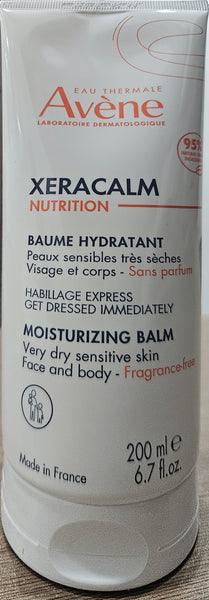 EAU THERMALE
Avène
LABORATOIRE DERMATOLOGIQUE
95%
XERACALM
NUTRITION
BAUME HYDRATANT
Peaux sensibles très sèches
Visage et corps - Sans parfum
HABILLAGE EXPRESS
GET DRESSED IMMEDIATELY
MOISTURIZING BALM
Very dry sensitive skin
Face and body - Fragrance-free
200 ml e
6.7 fl.oz.
Made in France